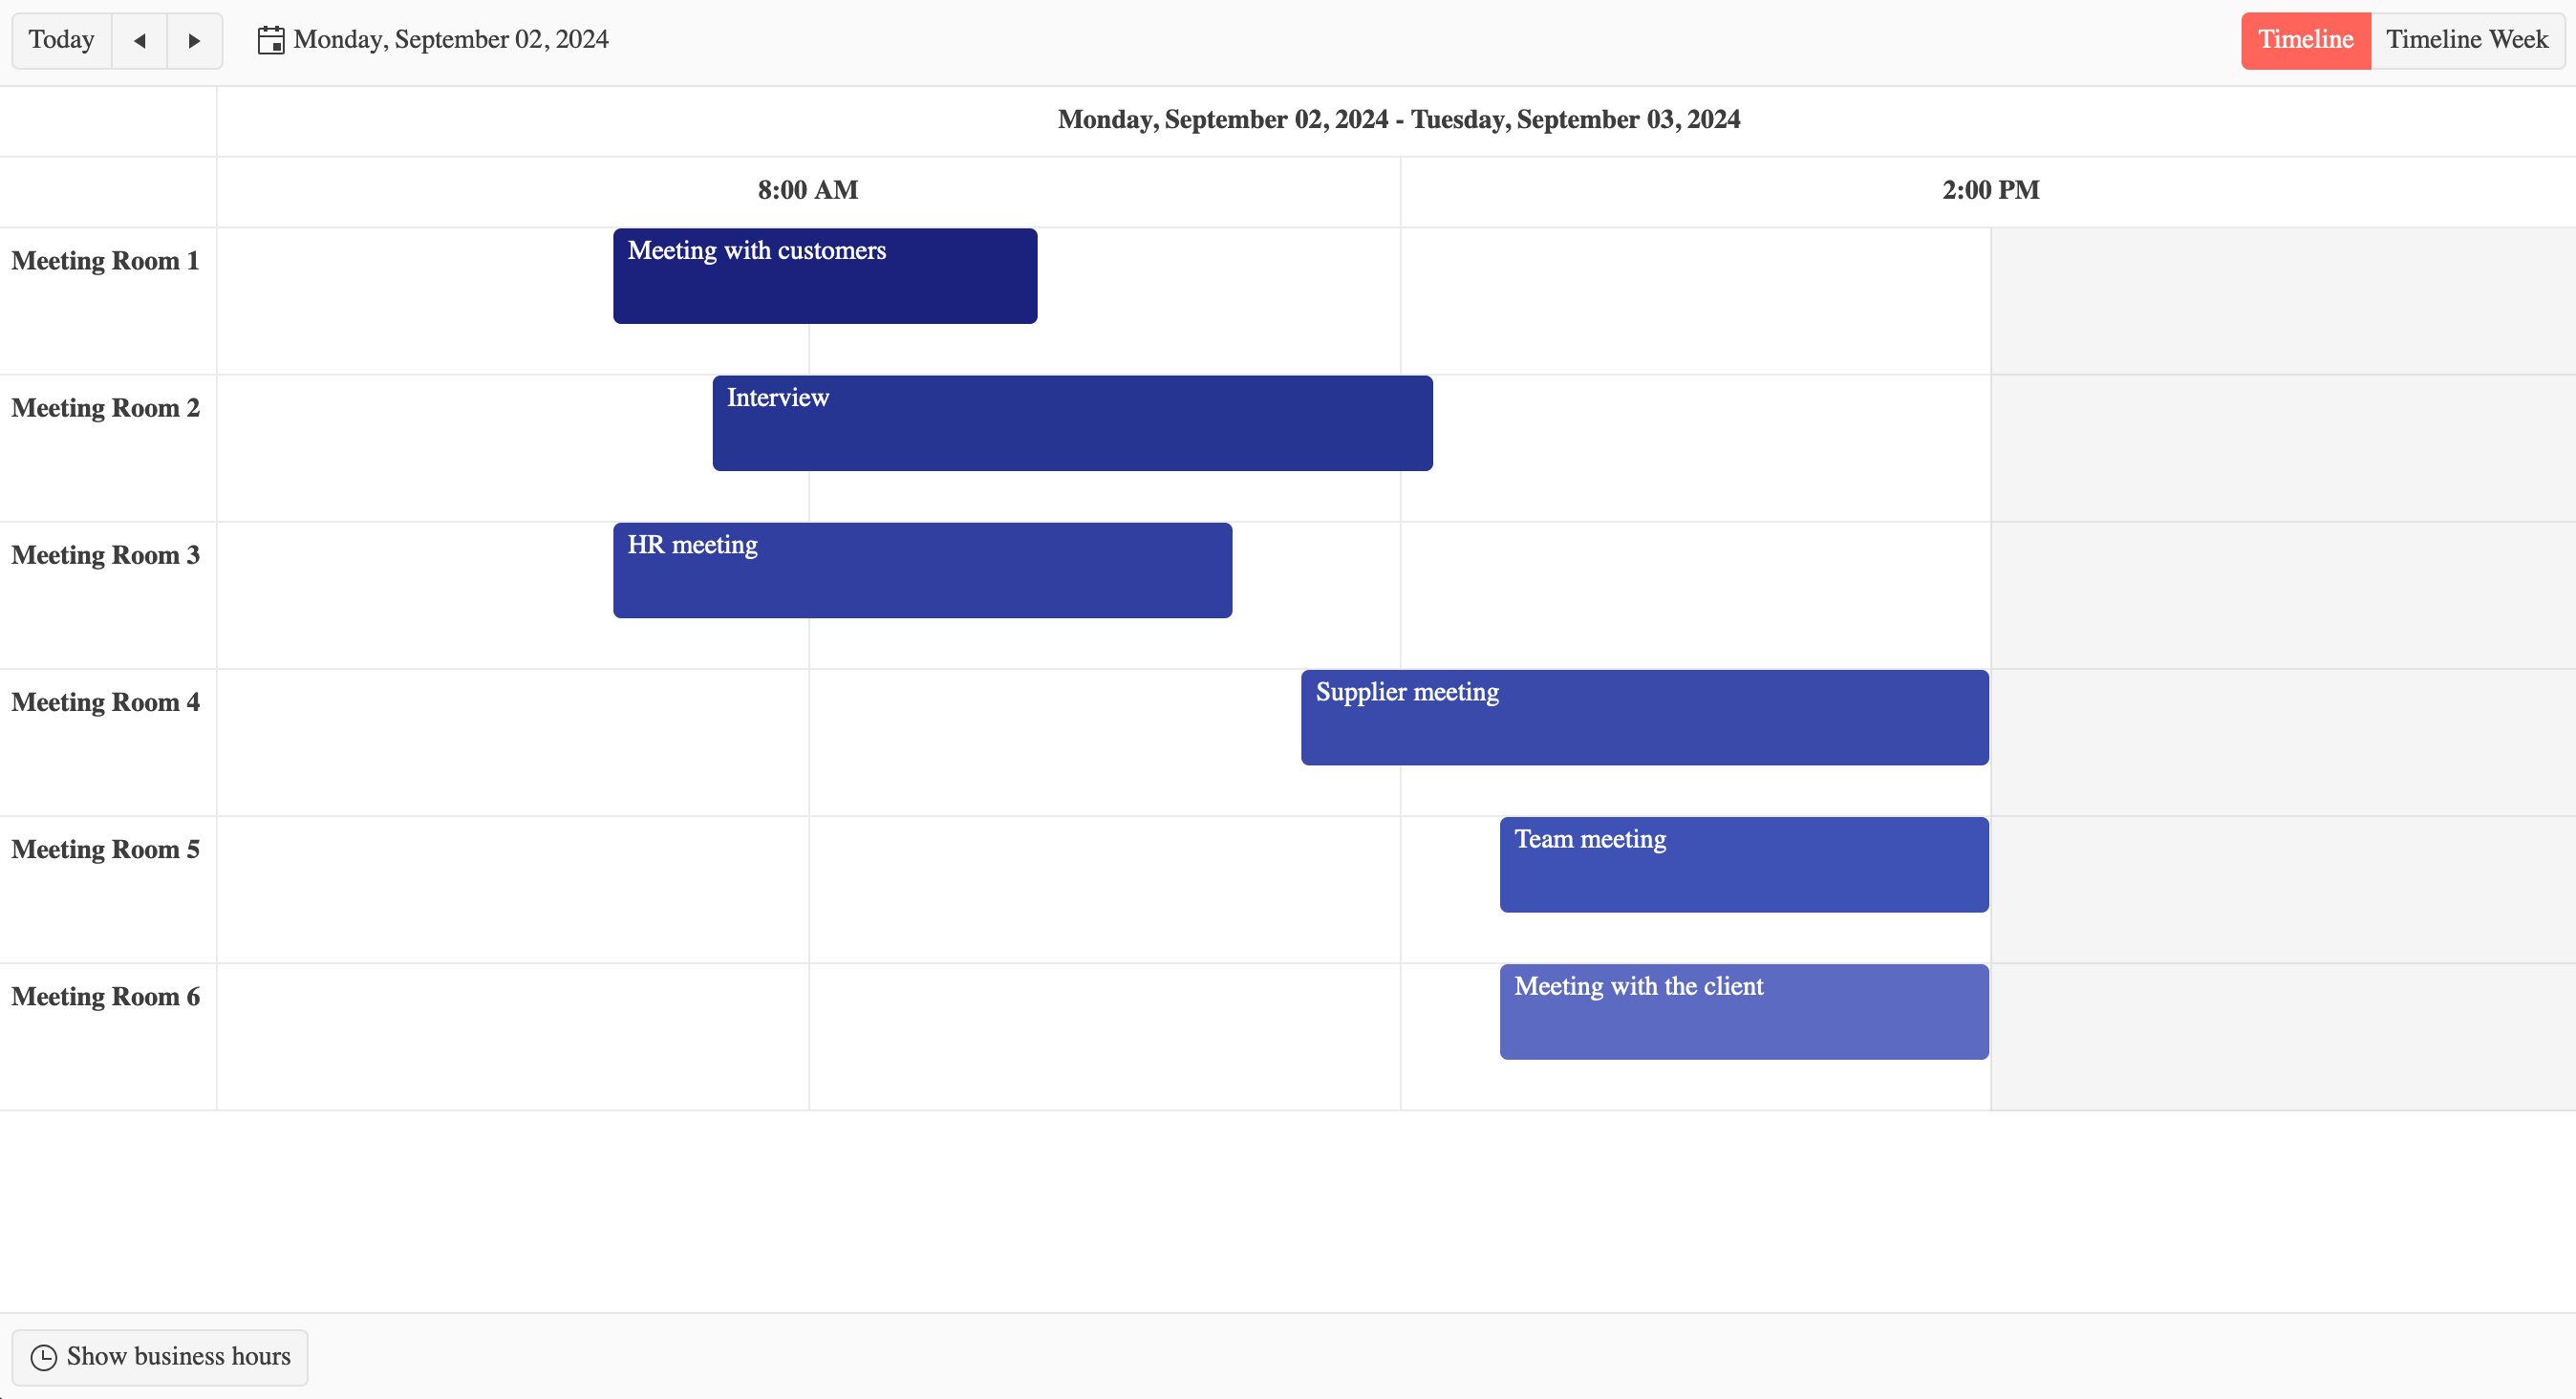 Today
Monday, September 02, 2024
Timeline
Timeline Week
Monday, September 02, 2024 - Tuesday, September 03, 2024
8:00 AM
2:00 PM
Meeting Room 1
Meeting with customers
Meeting Room 2
Interview
Meeting Room 3
HR meeting
Meeting Room 4
Supplier meeting
Meeting Room 5
Team meeting
Meeting Room 6
Meeting with the client
Show business hours